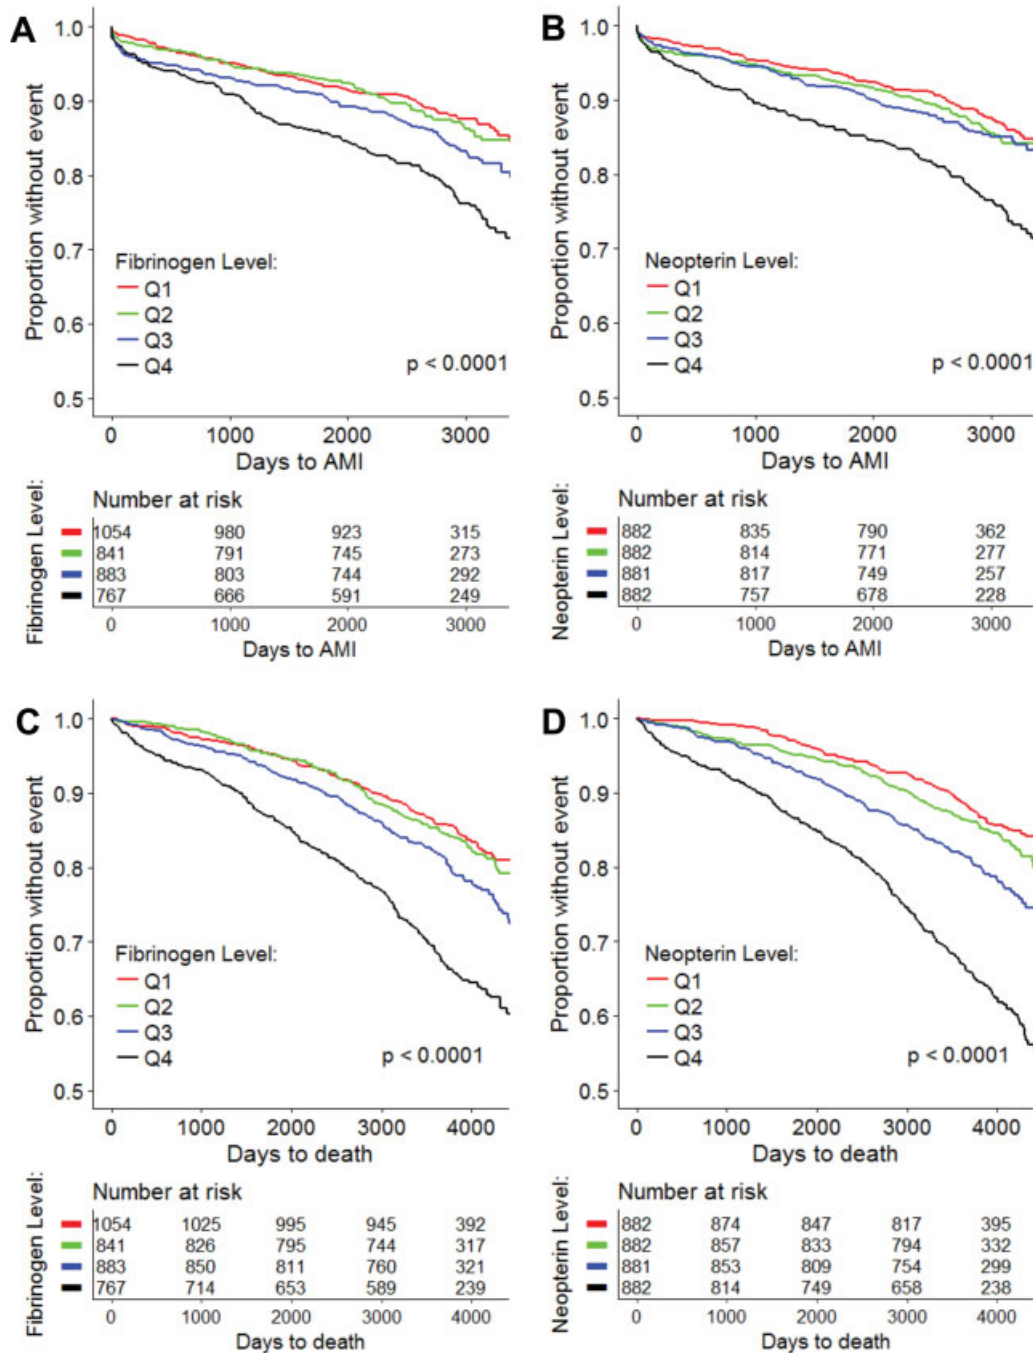 A
Proportion without event
1.0
0.9
0.8
0.7
0.6
0.5
Fibrinogen Level:
Q1
Q2
Q3
Q4
p < 0.0001
0 1000 2000 3000
Days to AMI
Number at risk
Fibrinogen Level:
1054 980 923 315
841 791 745 273
883 803 744 292
767 666 591 249
0 1000 2000 3000
Days to AMI
B
Proportion without event
1.0
0.9
0.8
0.7
0.6
0.5
Neopterin Level:
Q1
Q2
Q3
Q4
p < 0.0001
0 1000 2000 3000
Days to AMI
Number at risk
Neopterin Level:
882 835 790 362
882 814 771 277
881 817 749 257
882 757 678 228
0 1000 2000 3000
Days to AMI
C
Proportion without event
1.0
0.9
0.8
0.7
0.6
0.5
Fibrinogen Level:
Q1
Q2
Q3
Q4
p < 0.0001
0 1000 2000 3000 4000
Days to death
Number at risk
Fibrinogen Level:
1054 1025 995 945 392
841 826 795 744 317
883 850 811 760 321
767 714 653 589 239
0 1000 2000 3000 4000
Days to death
D
Proportion without event
1.0
0.9
0.8
0.7
0.6
0.5
Neopterin Level:
Q1
Q2
Q3
Q4
p < 0.0001
0 1000 2000 3000 4000
Days to death
Number at risk
Neopterin Level:
882 874 847 817 395
882 857 833 794 332
881 853 809 754 299
882 814 749 658 238
0 1000 2000 3000 4000
Days to death